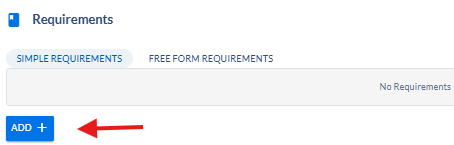 Requirements
SIMPLE REQUIREMENTS FREE FORM REQUIREMENTS
No Requirements
ADD +